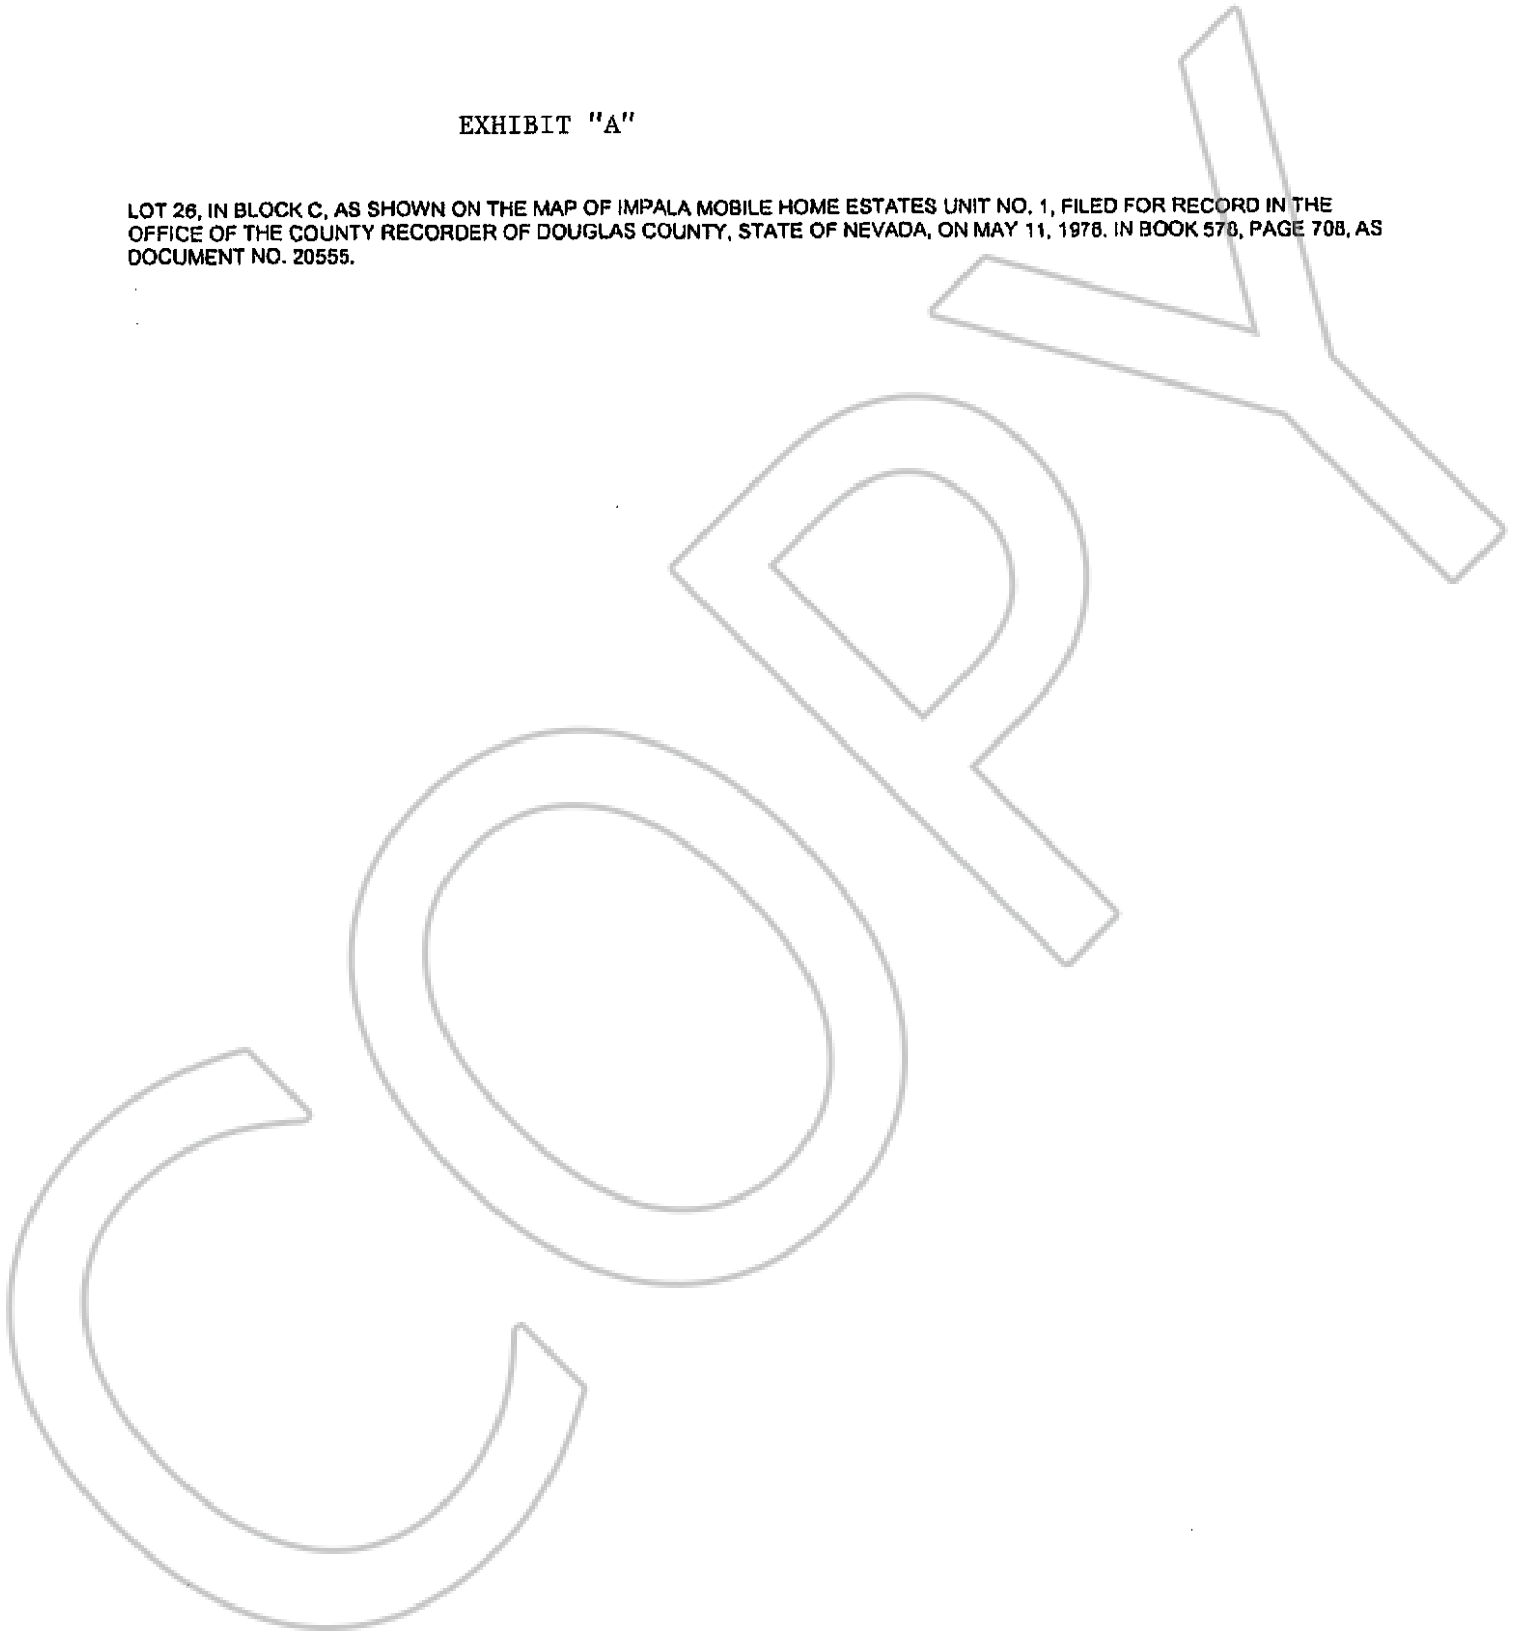 EXHIBIT "A"
LOT 26, IN BLOCK C, AS SHOWN ON THE MAP OF IMPALA MOBILE HOME ESTATES UNIT NO. 1, FILED FOR RECORD IN THE
OFFICE OF THE COUNTY RECORDER OF DOUGLAS COUNTY, STATE OF NEVADA, ON MAY 11, 1978, IN BOOK 578, PAGE 708, AS
DOCUMENT NO. 20555.
COPY